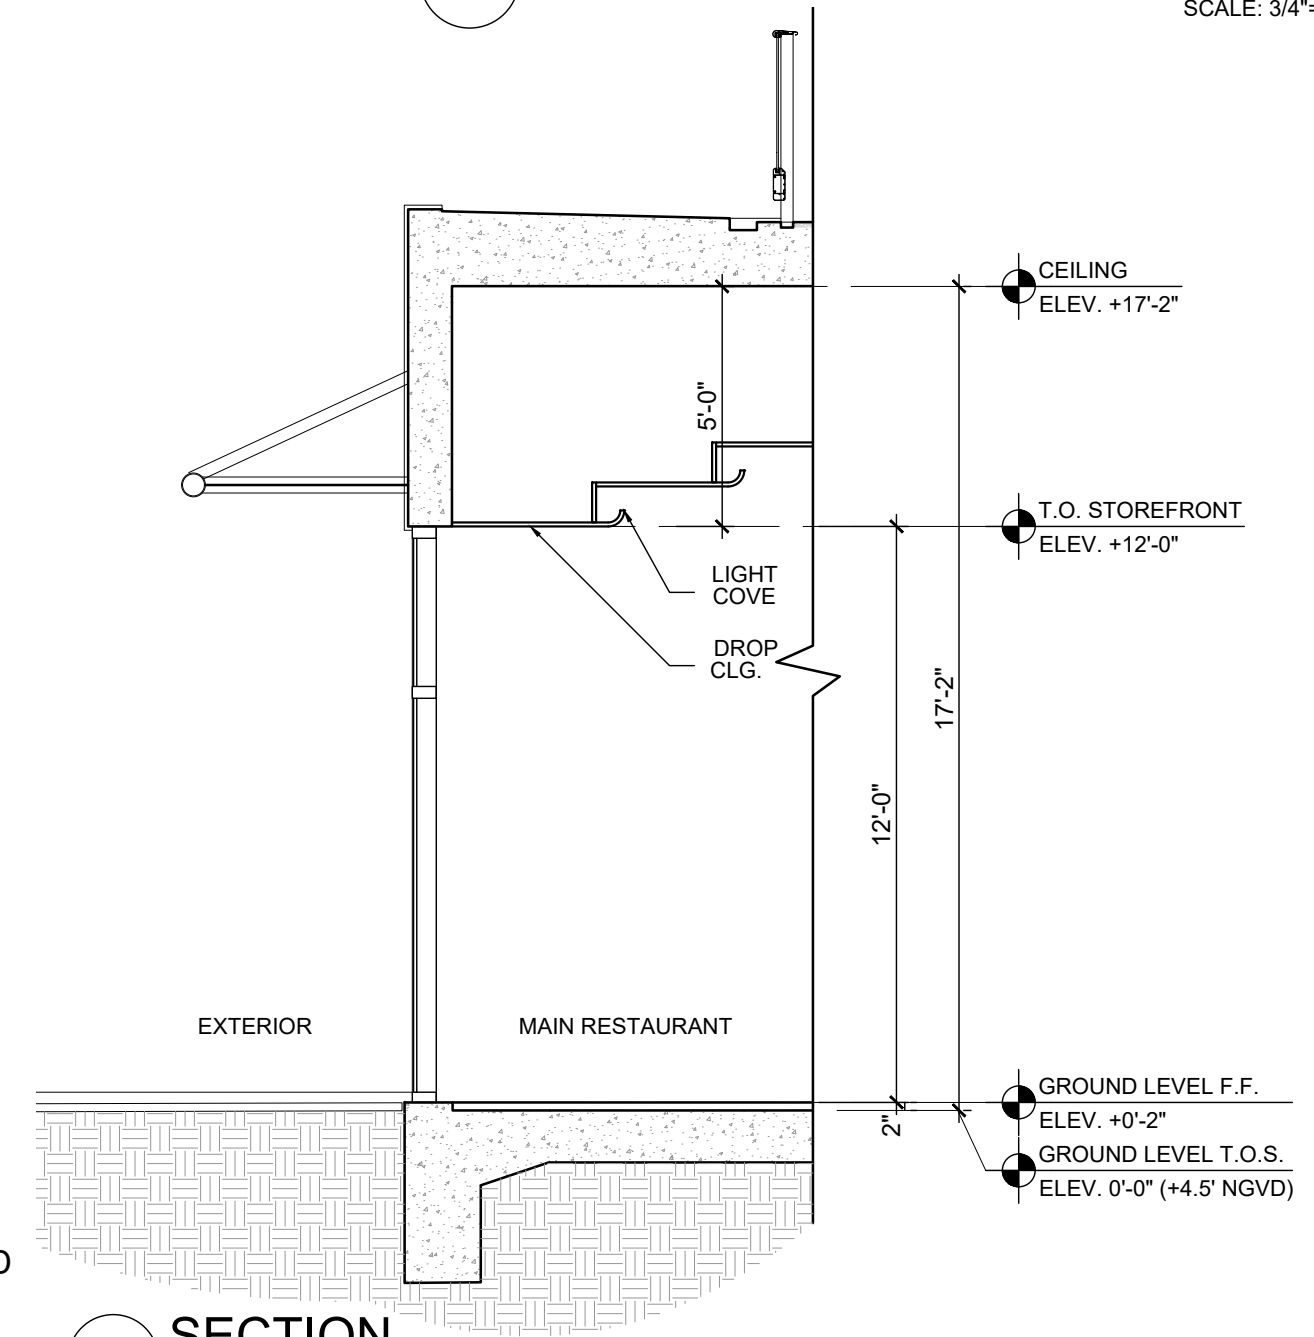 SCALE: 3/4"=
CEILING
ELEV. +17'-2"
5'-0"
T.O. STOREFRONT
ELEV. +12'-0"
LIGHT
COVE
DROP
CLG.
17'-2"
12'-0"
EXTERIOR
MAIN RESTAURANT
GROUND LEVEL F.F.
ELEV. +0'-2"
2"
GROUND LEVEL T.O.S.
ELEV. 0'-0" (+4.5' NGVD)
SECTION